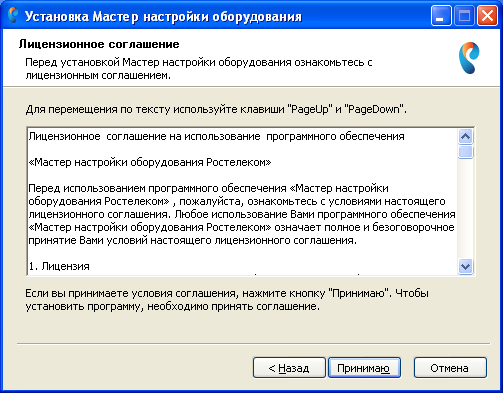 Установка Мастер настройки оборудования
Лицензионное соглашение
Перед установкой Мастер настройки оборудования ознакомьтесь с
лицензионным соглашением.
Для перемещения по тексту используйте клавиши "PageUp" и "PageDown".
Лицензионное соглашение на использование программного обеспечения
«Мастер настройки оборудования Ростелеком»
Перед использованием программного обеспечения «Мастер настройки
оборудования Ростелеком» , пожалуйста, ознакомьтесь с условиями настоящего
лицензионного соглашения. Любое использование Вами программного обеспечения
«Мастер настройки оборудования Ростелеком» означает полное и безоговорочное
принятие Вами условий настоящего лицензионного соглашения.
1. Лицензия
Если вы принимаете условия соглашения, нажмите кнопку "Принимаю". Чтобы
установить программу, необходимо принять соглашение.
< Назад Принимаю Отмена